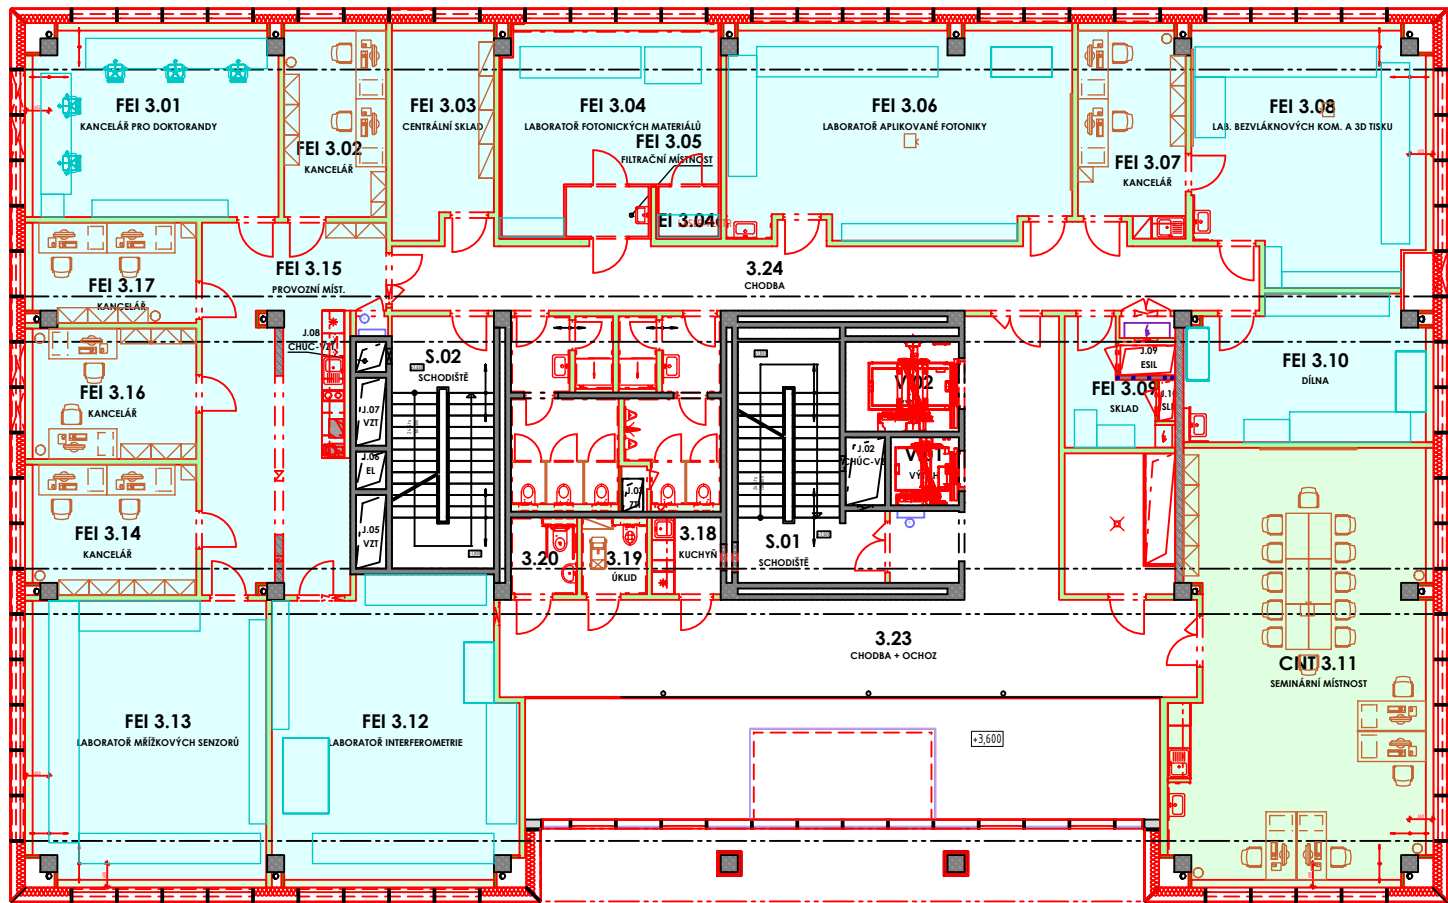 FEI 3.01
KANCELÁŘ PRO DOKTORANDY
FEI 3.02
KANCELÁŘ
FEI 3.03
CENTRÁLNÍ SKLAD
FEI 3.04
LABORATOŘ FOTONICKÝCH MATERIÁLŮ
FEI 3.05
FILTRAČNÍ MÍSTNOST
EI 3.04
FEI 3.06
LABORATOŘ APLIKOVANÉ FOTONIKY
FEI 3.07
KANCELÁŘ
FEI 3.08
LAB. BEZVLÁKNOVÝCH KOM. A 3D TISKU
FEI 3.17
KANCELÁŘ
FEI 3.15
PROVOZNÍ MÍST.
3.24
CHODBA
J.08
CHÚC-VZT
S.02
SCHODIŠTĚ
FEI 3.16
KANCELÁŘ
J.07
VZT
J.06
EL
J.05
VZT
V.02
J.09
ESIL
FEI 3.09
SKLAD
FEI 3.10
DÍLNA
J.02
CHÚC-V
FEI 3.14
KANCELÁŘ
3.20
3.19
ÚKLID
3.18
KUCHYŇ
S.01
SCHODIŠTĚ
3.23
CHODBA + OCHOZ
CNT 3.11
SEMINÁRNÍ MÍSTNOST
FEI 3.13
LABORATOŘ MŘÍŽKOVÝCH SENZORŮ
FEI 3.12
LABORATOŘ INTERFEROMETRIE
+3,600